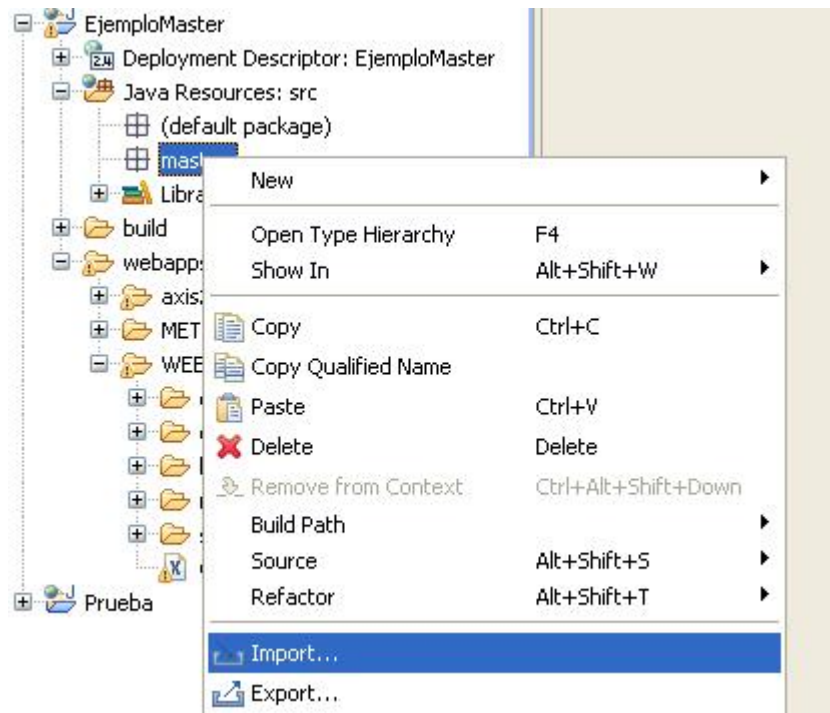 EjemploMaster
2.4 Deployment Descriptor: EjemploMaster
Java Resources: src
(default package)
New
Open Type Hierarchy F4
build
Show In Alt+Shift+W
Copy Ctrl+C
Copy Qualified Name
Paste Ctrl+V
Delete Delete
Remove from Context Ctrl+Alt+Shift+Down
Build Path
Source Alt+Shift+S
Prueba
Refactor Alt+Shift+T
Import...
Export...